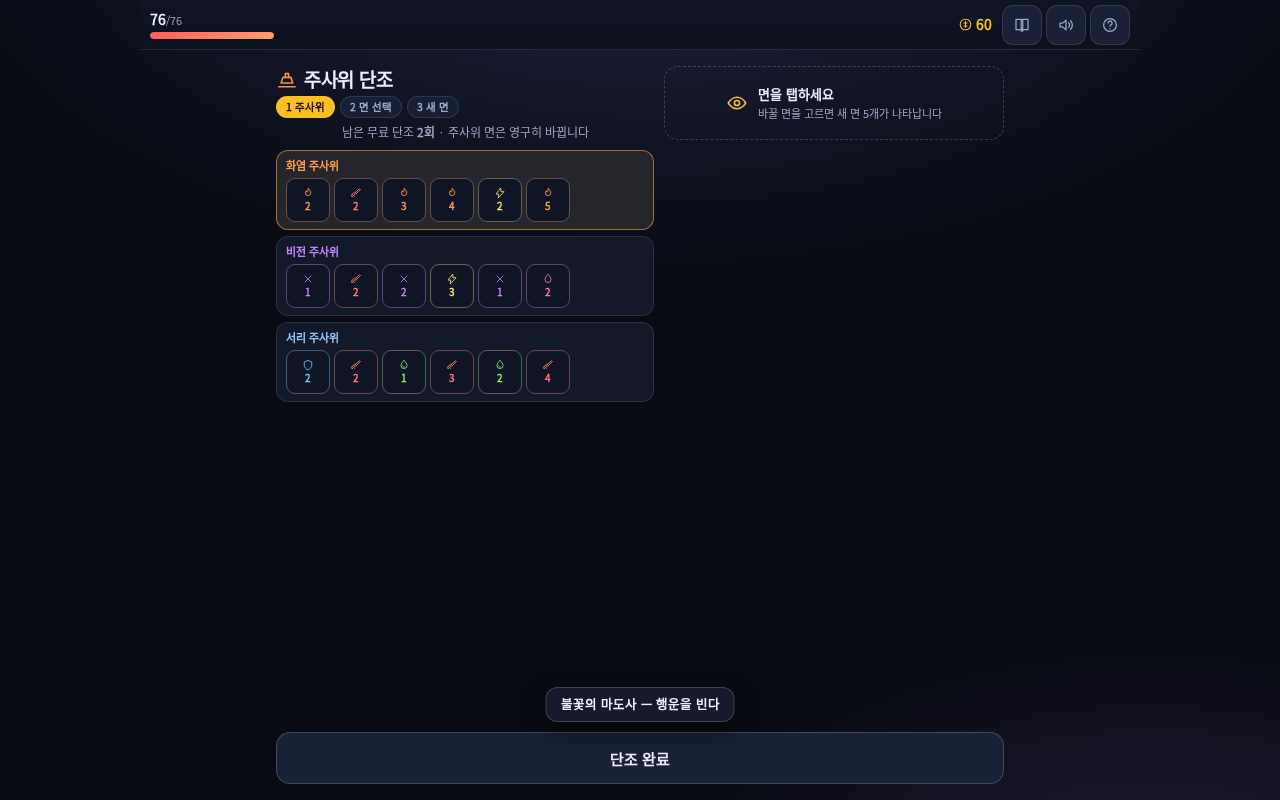 76/76
60
주사위 단조
1 주사위 2 면 선택 3 새 면
남은 무료 단조 2회 · 주사위 면은 영구히 바뀝니다
면을 탭하세요
바꿀 면을 고르면 새 면 5개가 나타납니다
화염 주사위
2 2 3 4 2 5
비전 주사위
1 2 2 3 1 2
서리 주사위
2 2 1 3 2 4
불꽃의 마도사 — 행운을 빈다
단조 완료